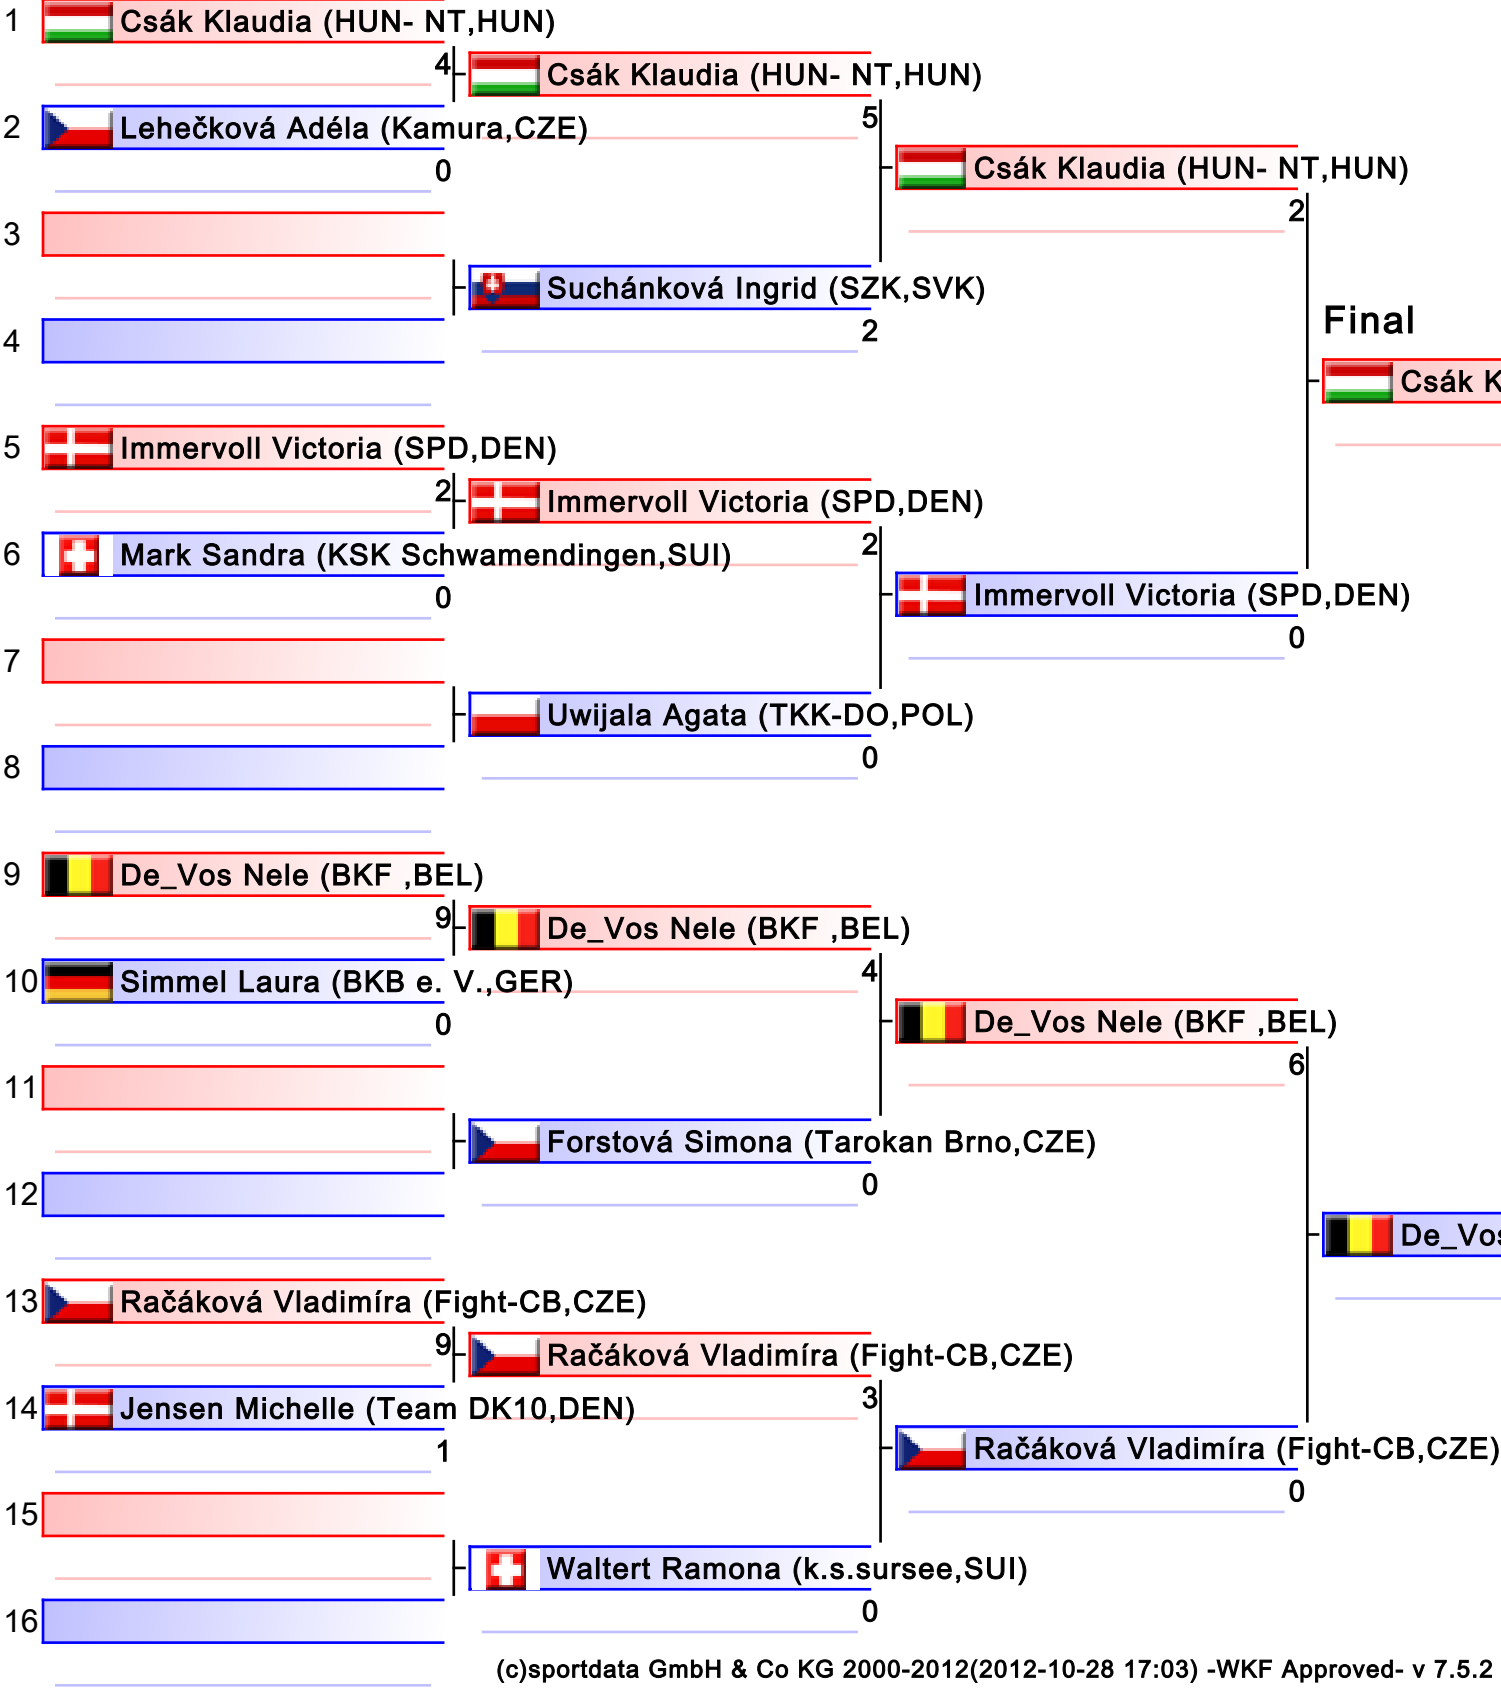 1 Csák Klaudia (HUN- NT,HUN)
4
Csák Klaudia (HUN- NT,HUN)
5
2 Lehečková Adéla (Kamura,CZE)
0
Csák Klaudia (HUN- NT,HUN)
2
3
Suchánková Ingrid (SZK,SVK)
2
4
Final
Csák K
5 Immervoll Victoria (SPD,DEN)
2
Immervoll Victoria (SPD,DEN)
2
6 Mark Sandra (KSK Schwamendingen,SUI)
0
Immervoll Victoria (SPD,DEN)
0
7
Uwijala Agata (TKK-DO,POL)
0
8
9 De_Vos Nele (BKF ,BEL)
9
De_Vos Nele (BKF ,BEL)
4
10 Simmel Laura (BKB e. V.,GER)
0
De_Vos Nele (BKF ,BEL)
6
11
Forstová Simona (Tarokan Brno,CZE)
0
12
De_Vos
13 Račáková Vladimíra (Fight-CB,CZE)
9
Račáková Vladimíra (Fight-CB,CZE)
3
14 Jensen Michelle (Team DK10,DEN)
1
Račáková Vladimíra (Fight-CB,CZE)
0
15
Waltert Ramona (k.s.sursee,SUI)
0
16
(c)sportdata GmbH & Co KG 2000-2012(2012-10-28 17:03) -WKF Approved- v 7.5.2